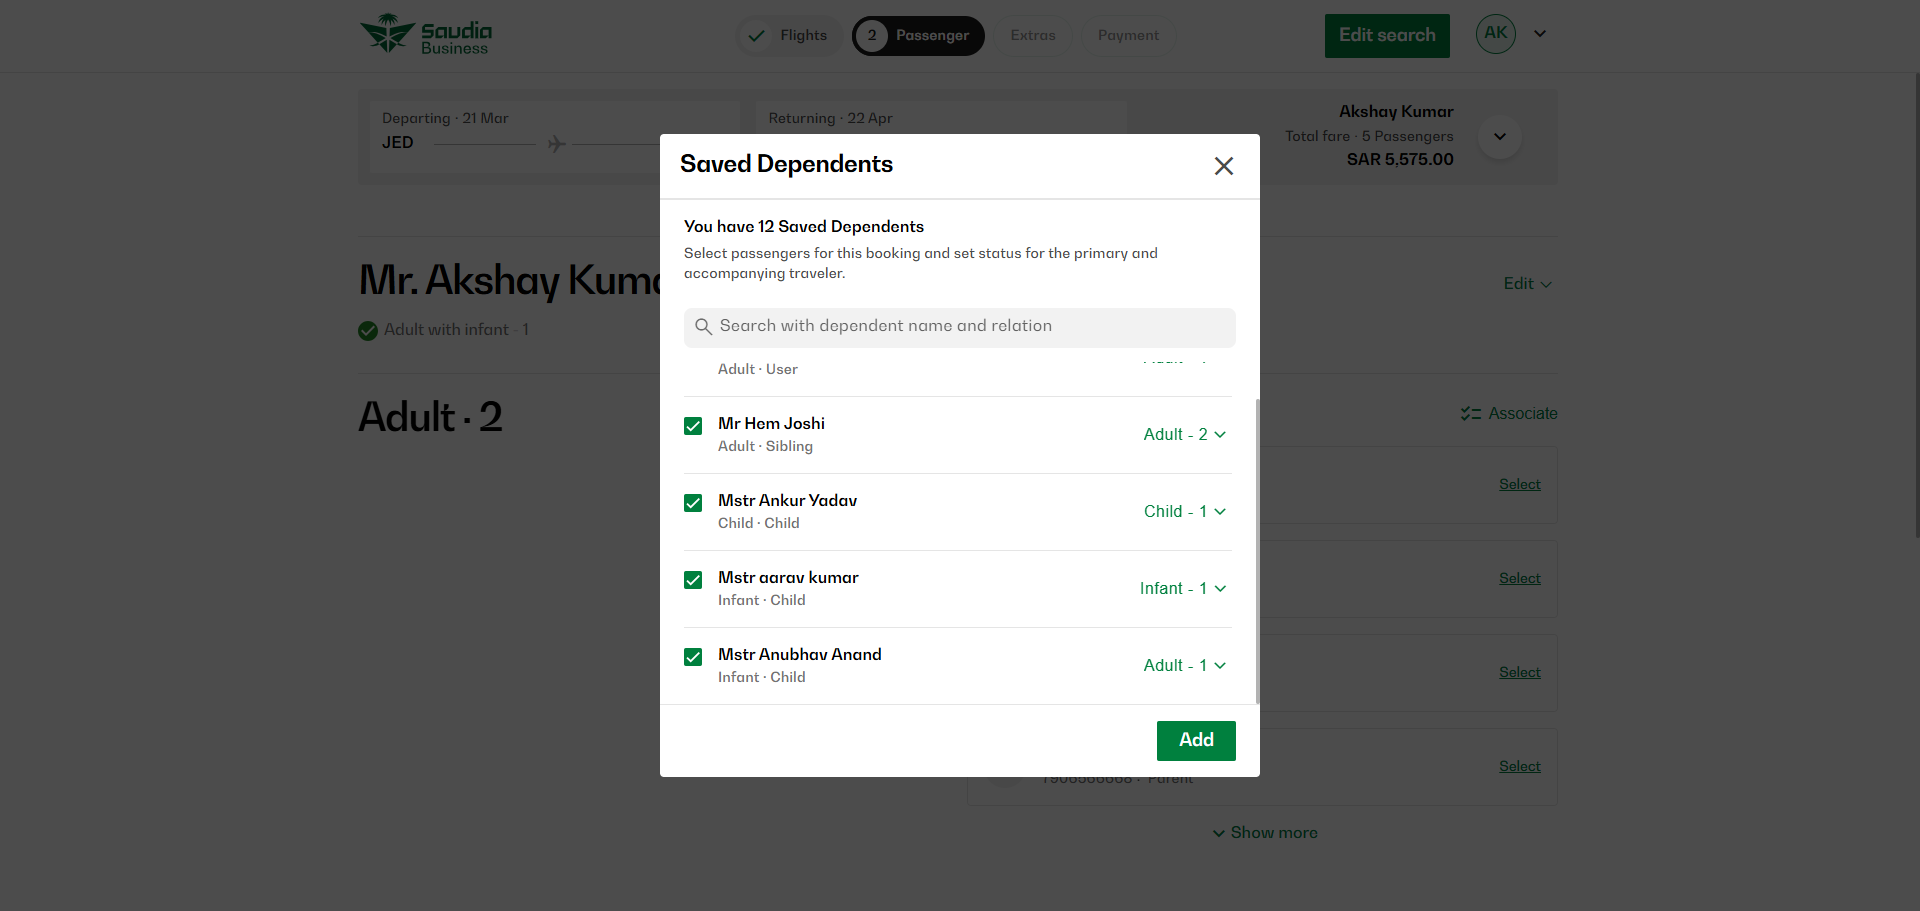 Saudia
Business
Flights
2 Passenger
Extras
Payment
Edit search
AK
Departing · 21 Mar
JED
Returning · 22 Apr
Akshay Kumar
Total fare · 5 Passengers
SAR 5,575.00
Saved Dependents
You have 12 Saved Dependents
Select passengers for this booking and set status for the primary and
accompanying traveler.
Search with dependent name and relation
Adult · User
Mr Hem Joshi
Adult · Sibling
Adult - 2
Mstr Ankur Yadav
Child · Child
Child - 1
Mstr aarav kumar
Infant · Child
Infant - 1
Mstr Anubhav Anand
Infant · Child
Adult - 1
Add
Mr. Akshay Kum
Edit
Adult with infant · 1
Adult · 2
Associate
Select
Select
Select
Select
Parent
Show more